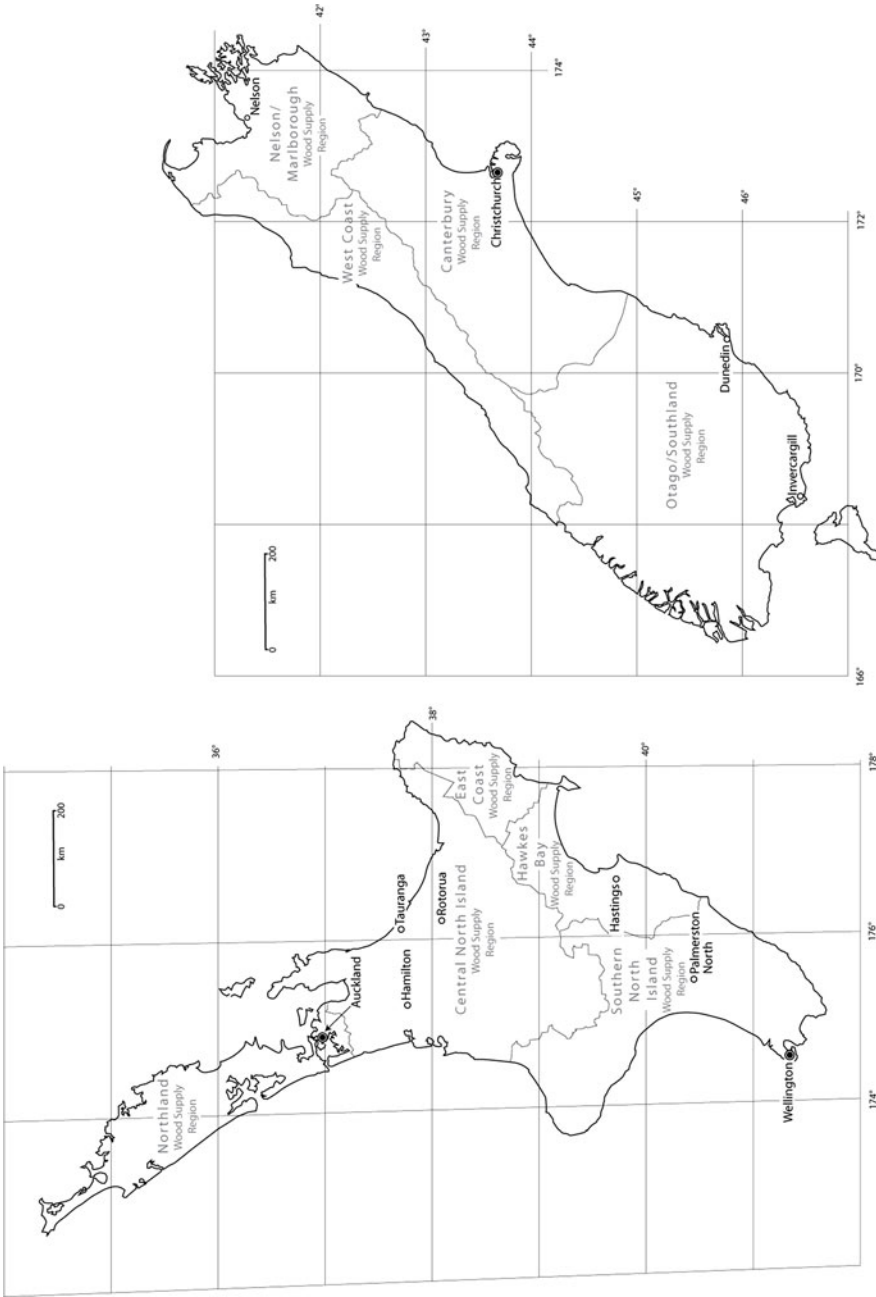 36°
38°
40°
174°
176°
178°
0
km
200
Northland
Wood Supply
Region
Auckland
Hamilton
Tauranga
Rotorua
Central North Island
Wood Supply
Region
East
Coast
Wood Supply
Region
Hawkes
Bay
Wood Supply
Region
Hastings
Southern
North
Island
Wood Supply
Region
Palmerston
North
Wellington
42°
43°
44°
45°
46°
166°
170°
172°
174°
0
km
200
Nelson
Nelson/
Marlborough
Wood Supply
Region
West Coast
Wood Supply
Region
Canterbury
Wood Supply
Region
Christchurch
Otago/Southland
Wood Supply
Region
Dunedin
Invercargill